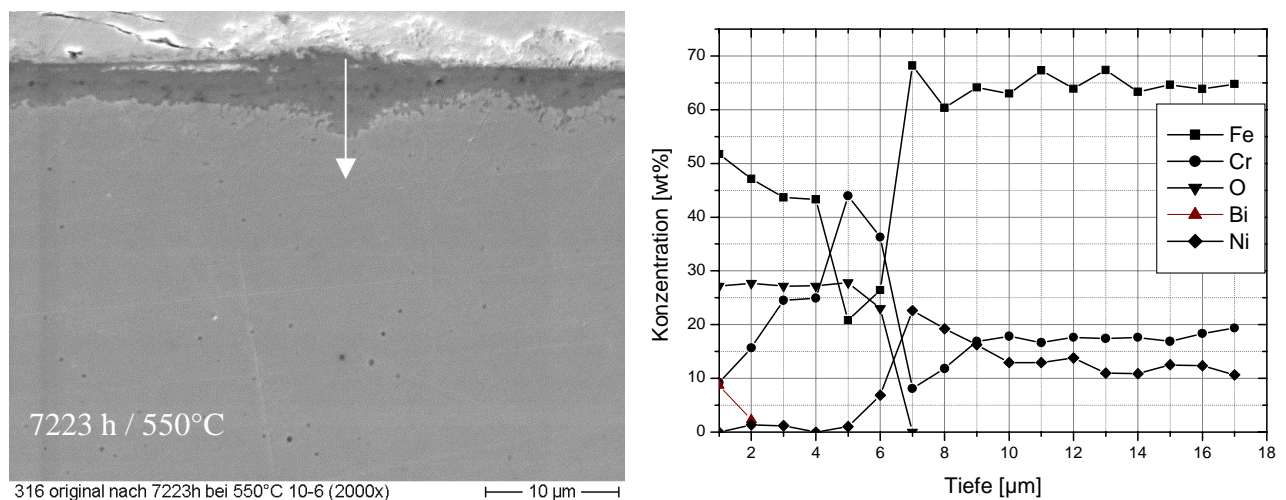 7223 h / 550°C
316 original nach 7223h bei 550°C 10-6 (2000x)
10 µm
Konzentration [wt%]
70
60
50
40
30
20
10
0
2 4 6 8 10 12 14 16 18
Tiefe [µm]
Fe
Cr
O
Bi
Ni